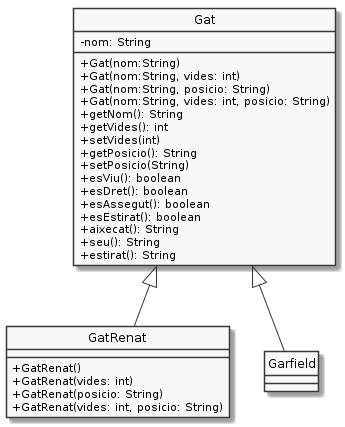 Gat
-nom: String
+Gat(nom:String)
+Gat(nom:String, vides: int)
+Gat(nom:String, posicio: String)
+Gat(nom:String, vides: int, posicio: String)
+getNom(): String
+getVides(): int
+setVides(int)
+getPosicio(): String
+setPosicio(String)
+esViu(): boolean
+esDret(): boolean
+esAssegut(): boolean
+esEstirat(): boolean
+aixecat(): String
+seu(): String
+estirat(): String
GatRenat
+GatRenat()
+GatRenat(vides: int)
+GatRenat(posicio: String)
+GatRenat(vides: int, posicio: String)
Garfield